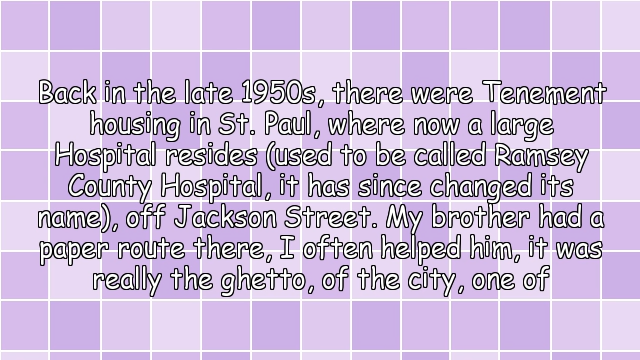 Back in the late 1950s, there were Tenement
housing in St. Paul, where now a large
Hospital resides (used to be called Ramsey
County Hospital, it has since changed its
name), off Jackson Street. My brother had a
paper route there, I often helped him, it was
really the ghetto, of the city, one of